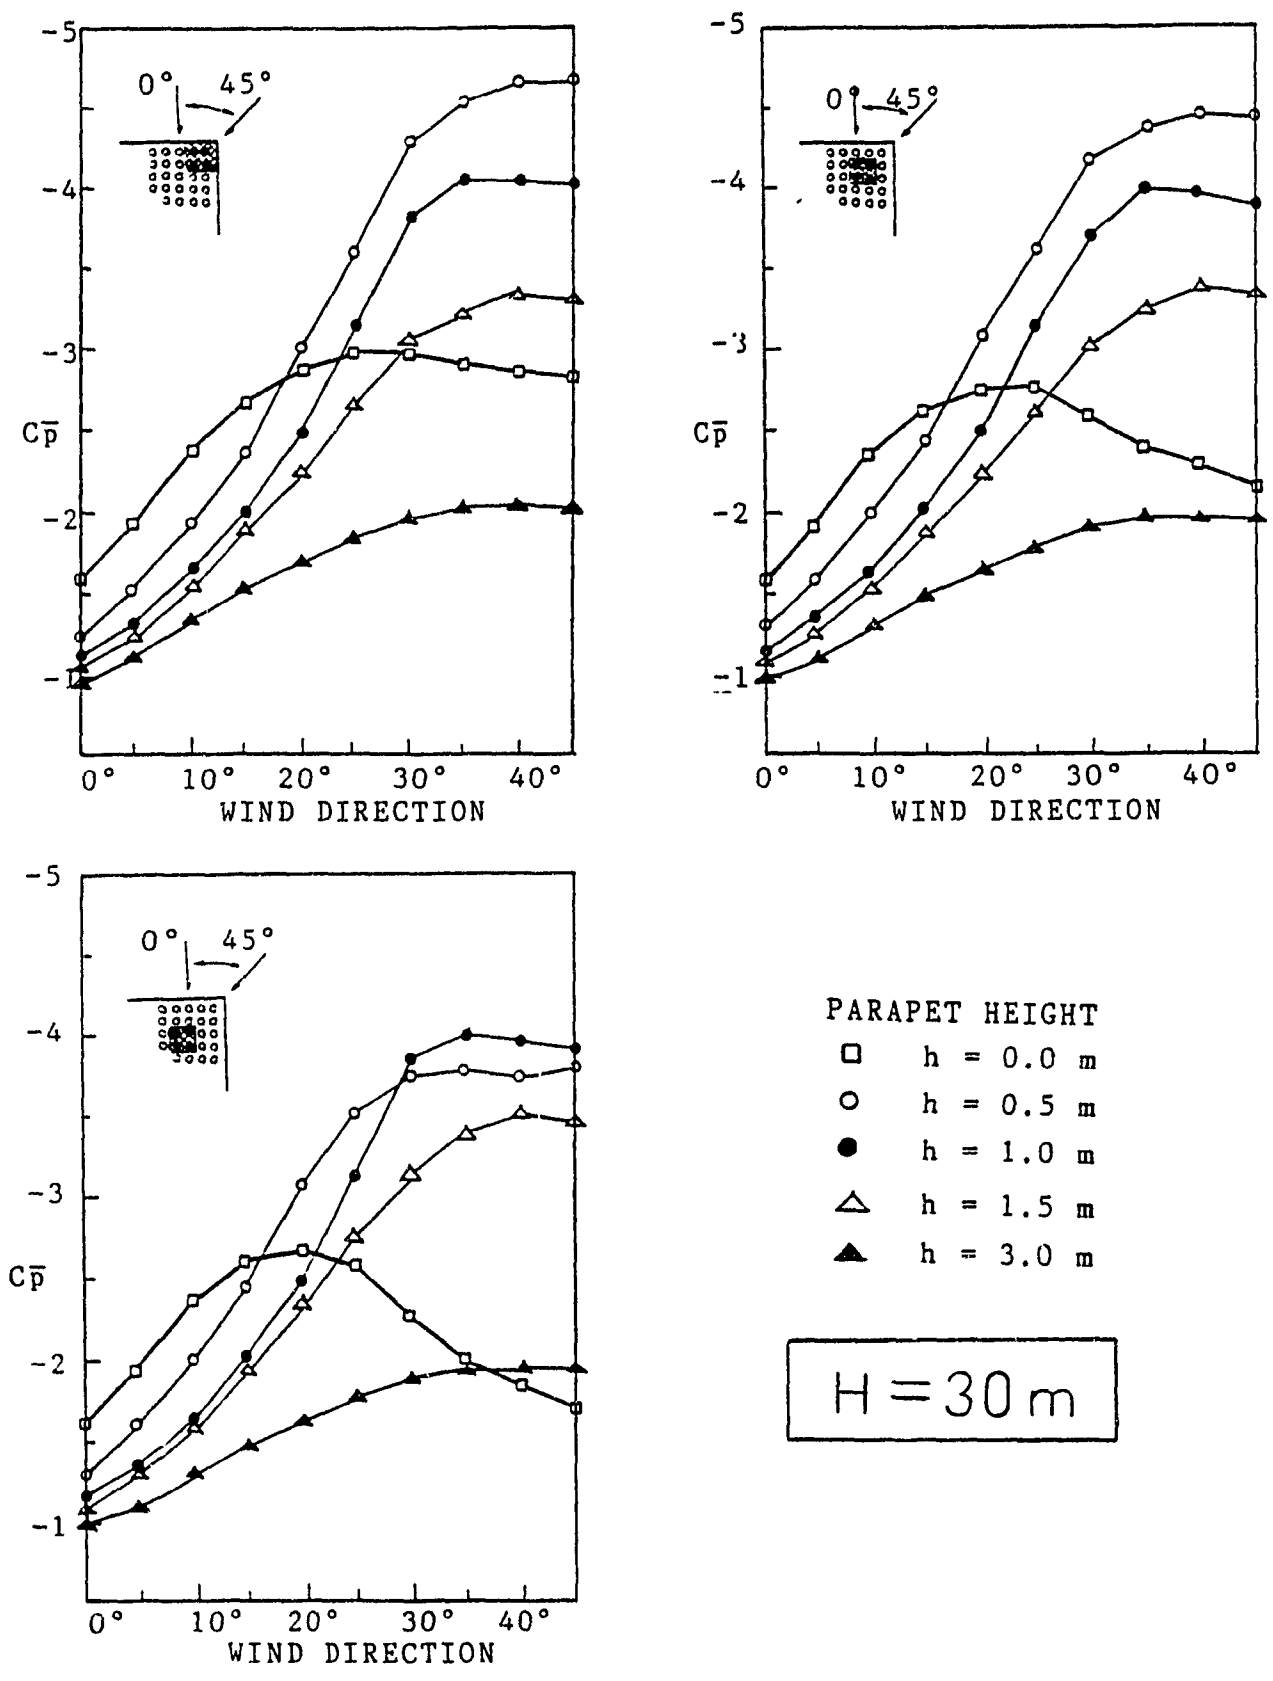 -5
-4
-3
-2
-1
Cp̅
0° 45°
0° 10° 20° 30° 40°
WIND DIRECTION
-5
-4
-3
-2
-1
Cp̅
0° 45°
0° 10° 20° 30° 40°
WIND DIRECTION
-5
-4
-3
-2
-1
Cp̅
0° 45°
0° 10° 20° 30° 40°
WIND DIRECTION
PARAPET HEIGHT
h = 0.0 m
h = 0.5 m
h = 1.0 m
h = 1.5 m
h = 3.0 m
H = 30 m